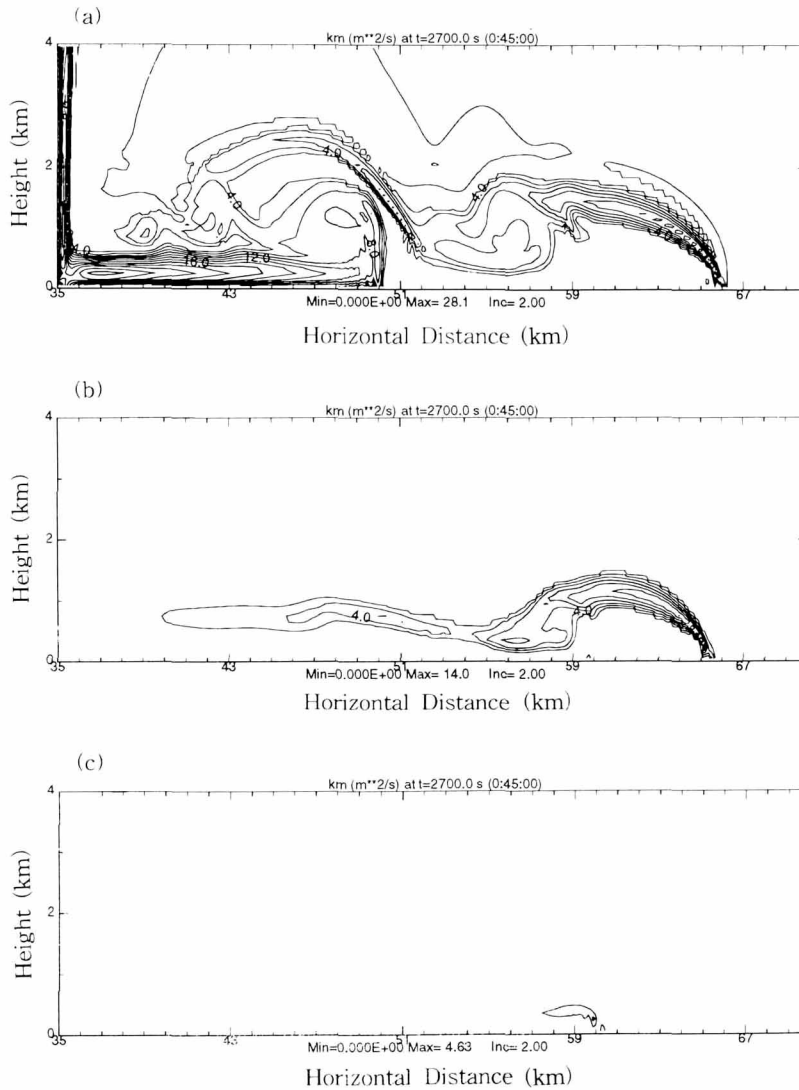 (a)
km (m**2/s) at t=2700.0 s (0:45:00)
4
2
0
Height (km)
4.0
4.0
4.0
4.0
16.0
12.0
35
43
51
59
67
Min=0.000E+00 Max= 28.1 Inc= 2.00
Horizontal Distance (km)
(b)
km (m**2/s) at t=2700.0 s (0:45:00)
4
2
0
Height (km)
4.0
4.0
35
43
51
59
67
Min=0.000E+00 Max= 14.0 Inc= 2.00
Horizontal Distance (km)
(c)
km (m**2/s) at t=2700.0 s (0:45:00)
4
2
0
Height (km)
35
43
51
59
67
Min=0.000E+00 Max= 4.63 Inc= 2.00
Horizontal Distance (km)